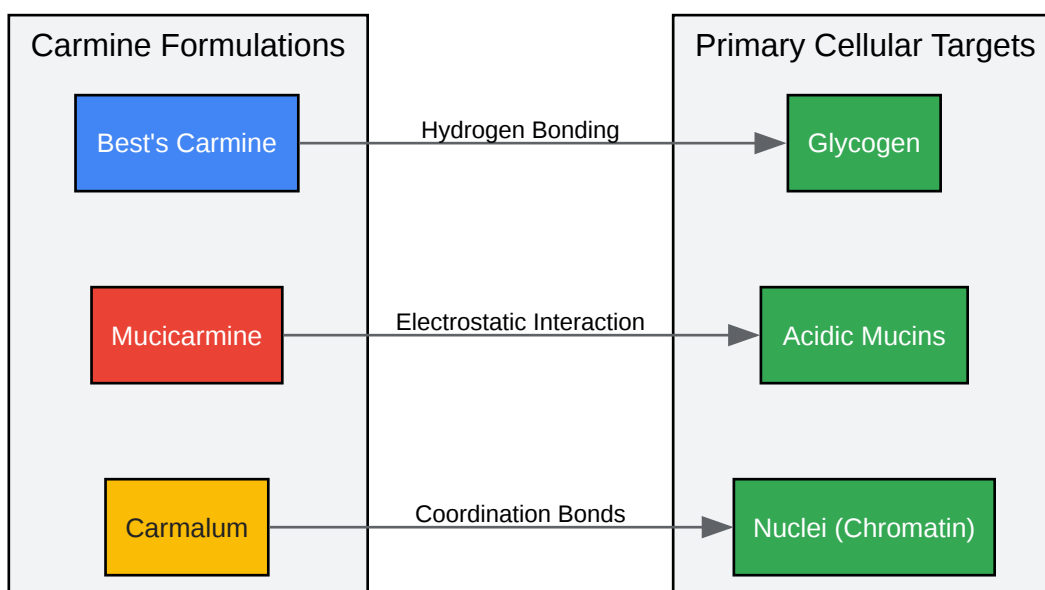 Carmine Formulations
Primary Cellular Targets
Best's Carmine
Hydrogen Bonding
Glycogen
Mucicarmine
Electrostatic Interaction
Acidic Mucins
Carmalum
Coordination Bonds
Nuclei (Chromatin)